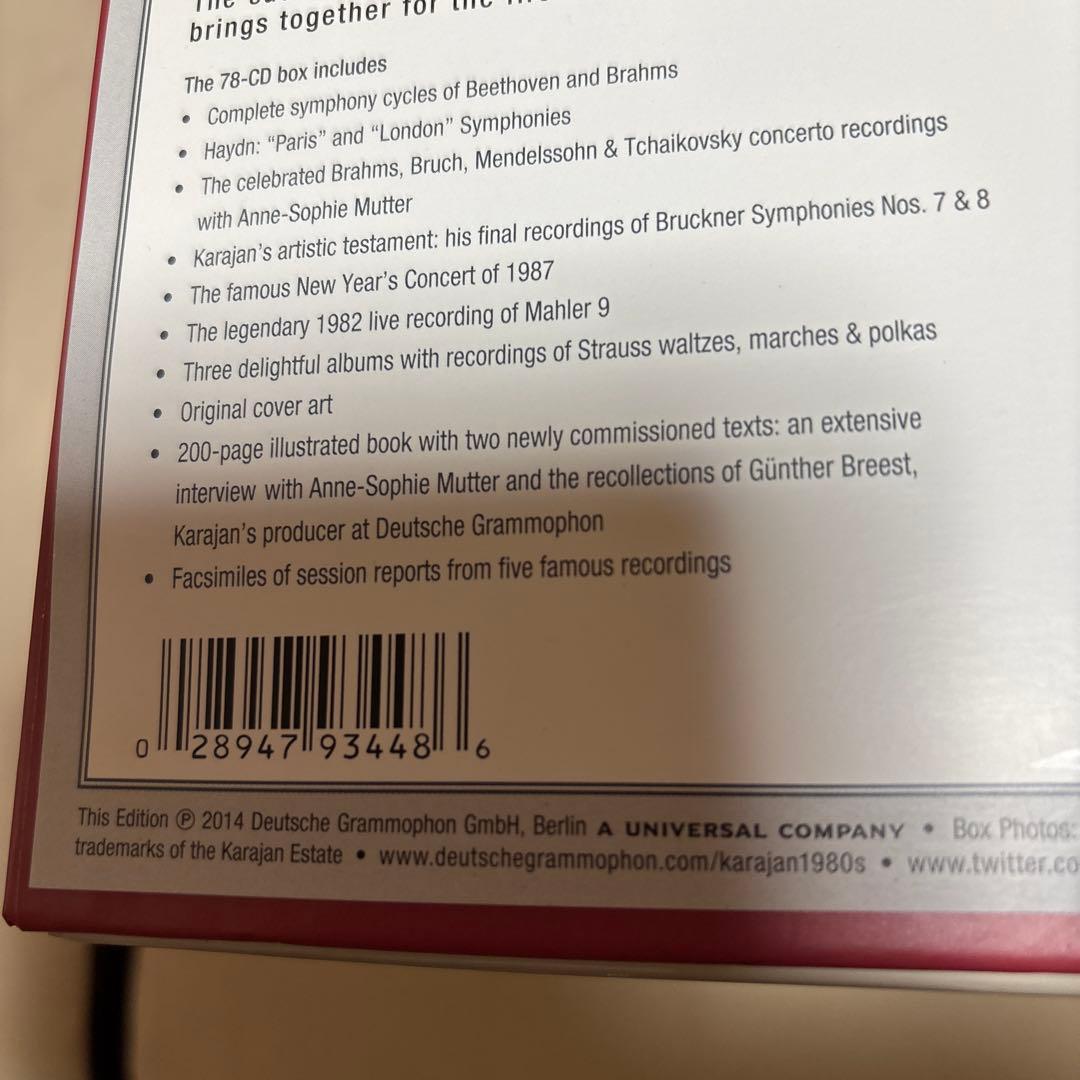 brings together for the
The 78-CD box includes
• Complete symphony cycles of Beethoven and Brahms
• Haydn: “Paris” and “London” Symphonies
• The celebrated Brahms, Bruch, Mendelssohn & Tchaikovsky concerto recordings
with Anne-Sophie Mutter
• Karajan’s artistic testament: his final recordings of Bruckner Symphonies Nos. 7 & 8
• The famous New Year’s Concert of 1987
• The legendary 1982 live recording of Mahler 9
• Three delightful albums with recordings of Strauss waltzes, marches & polkas
• Original cover art
• 200-page illustrated book with two newly commissioned texts: an extensive
interview with Anne-Sophie Mutter and the recollections of Günther Breest,
Karajan’s producer at Deutsche Grammophon
• Facsimiles of session reports from five famous recordings
0 28947 93448 6
This Edition ℗ 2014 Deutsche Grammophon GmbH, Berlin A UNIVERSAL COMPANY • Box Photos:
trademarks of the Karajan Estate • www.deutschegrammophon.com/karajan1980s • www.twitter.co